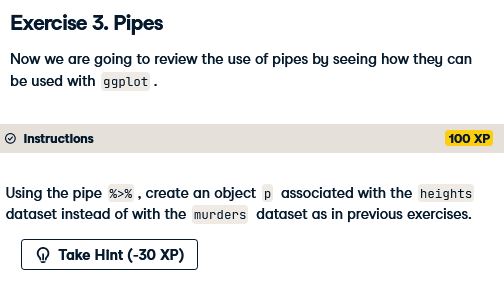 Exercise 3. Pipes
Now we are going to review the use of pipes by seeing how they can
be used with ggplot .
Instructions
100 XP
Using the pipe %>% , create an object p associated with the heights
dataset instead of with the murders dataset as in previous exercises.
Take Hint (-30 XP)